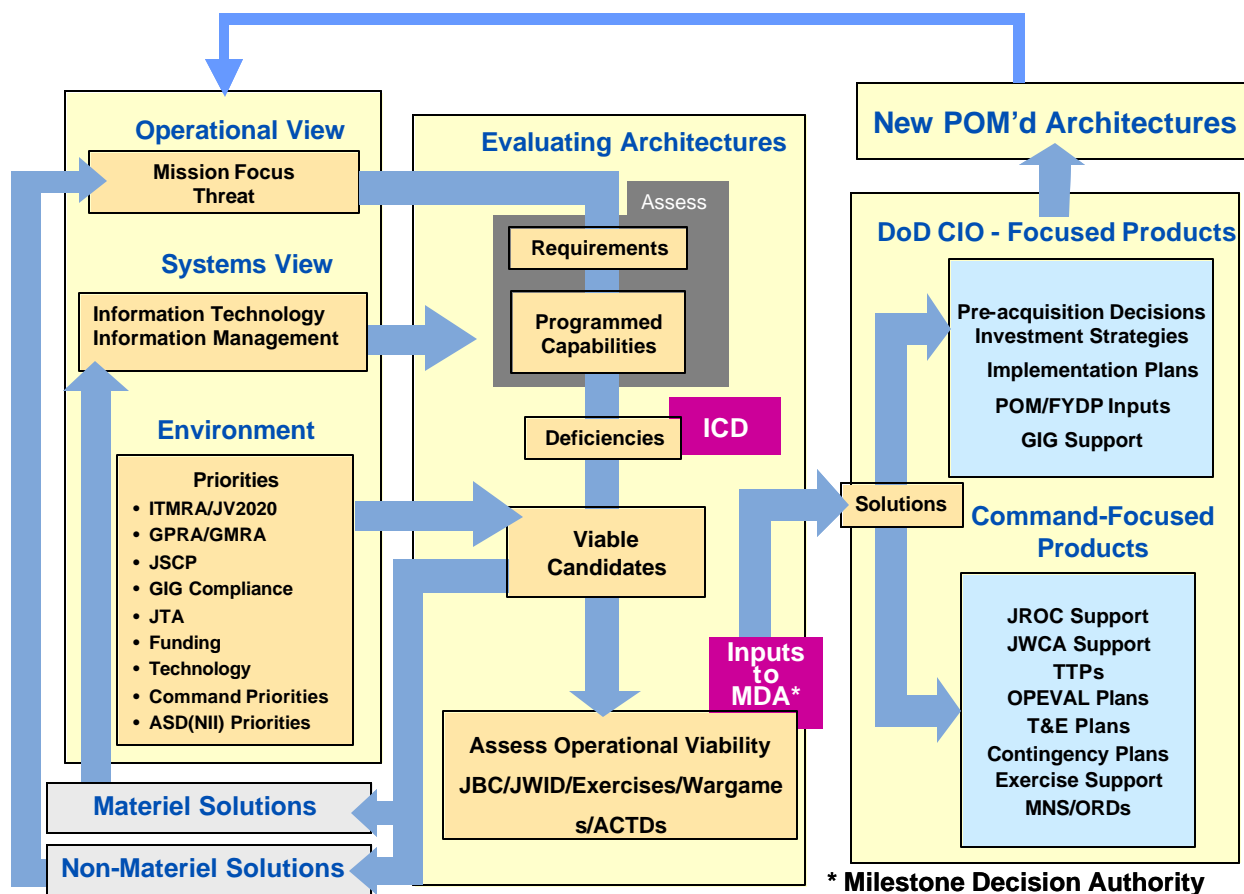 Operational View
Mission Focus
Threat
Systems View
Information Technology
Information Management
Environment
Priorities
• ITMRA/JV2020
• GPRA/GMRA
• JSCP
• GIG Compliance
• JTA
• Funding
• Technology
• Command Priorities
• ASD(NII) Priorities
Materiel Solutions
Non-Materiel Solutions
Evaluating Architectures
Assess
Requirements
Programmed
Capabilities
Deficiencies
ICD
Viable
Candidates
Inputs
to
MDA*
Assess Operational Viability
JBC/JWID/Exercises/Wargame
s/ACTDs
New POM'd Architectures
DoD CIO - Focused Products
Pre-acquisition Decisions
Investment Strategies
Implementation Plans
POM/FYDP Inputs
GIG Support
Solutions
Command-Focused
Products
JROC Support
JWCA Support
TTPs
OPEVAL Plans
T&E Plans
Contingency Plans
Exercise Support
MNS/ORDs
* Milestone Decision Authority